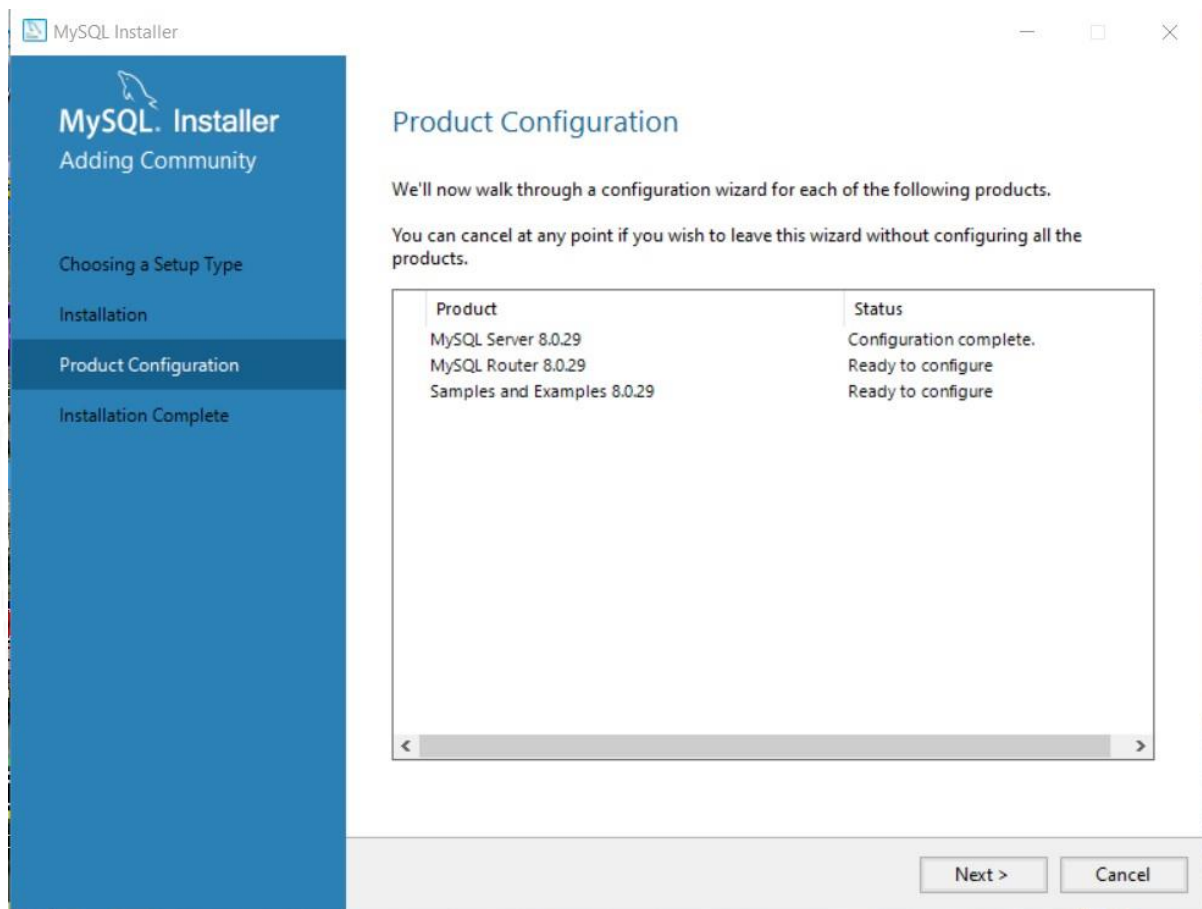 MySQL Installer
MySQL. Installer
Adding Community
Choosing a Setup Type
Installation
Product Configuration
Installation Complete
Product Configuration
We'll now walk through a configuration wizard for each of the following products.
You can cancel at any point if you wish to leave this wizard without configuring all the
products.
Product Status
MySQL Server 8.0.29 Configuration complete.
MySQL Router 8.0.29 Ready to configure
Samples and Examples 8.0.29 Ready to configure
Next > Cancel